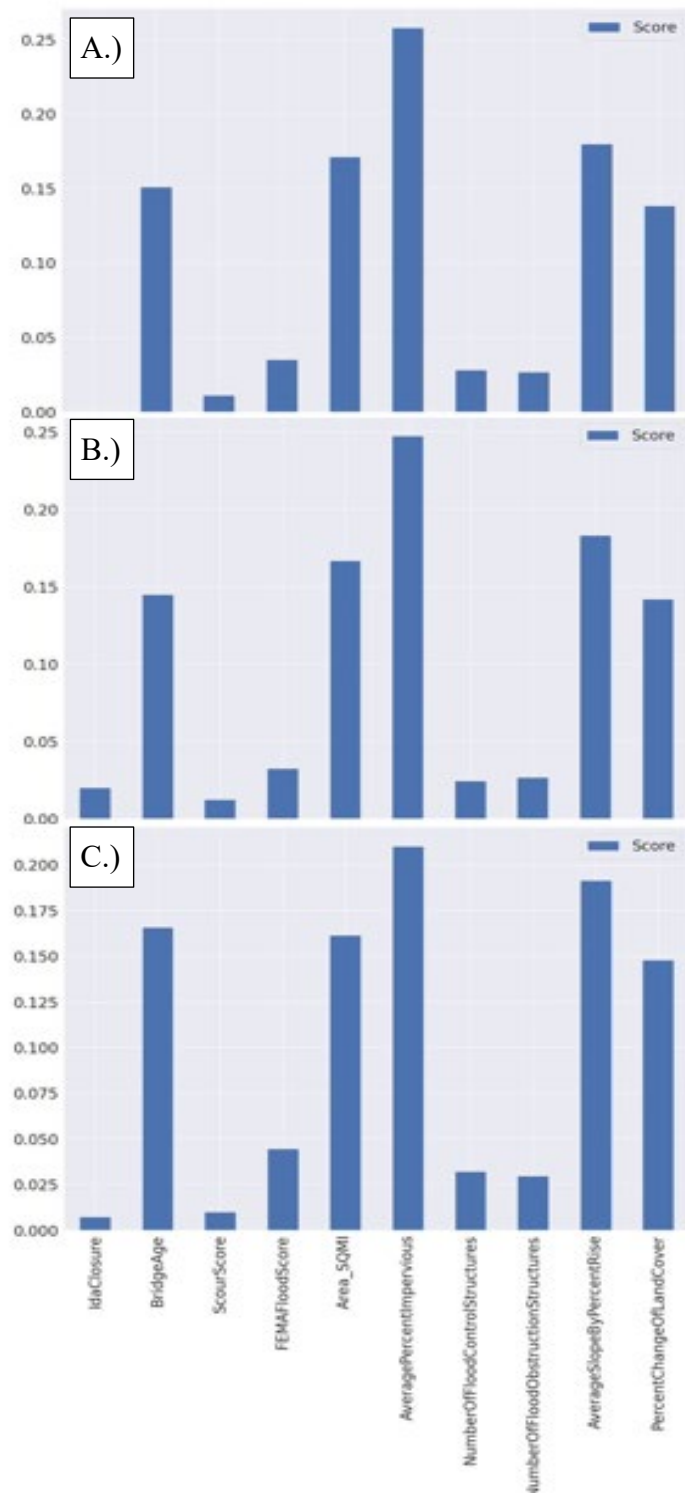 A.)
Score
0.25
0.20
0.15
0.10
0.05
0.00
B.)
Score
0.25
0.20
0.15
0.10
0.05
0.00
C.)
Score
0.200
0.175
0.150
0.125
0.100
0.075
0.050
0.025
0.000
IdaClosure
BridgeAge
ScourScore
FEMAFloodScore
Area_SQMI
AveragePercentImpervious
NumberOfFloodControlStructures
NumberOfFloodObstructionStructures
AverageSlopeByPercentRise
PercentChangeOfLandCover